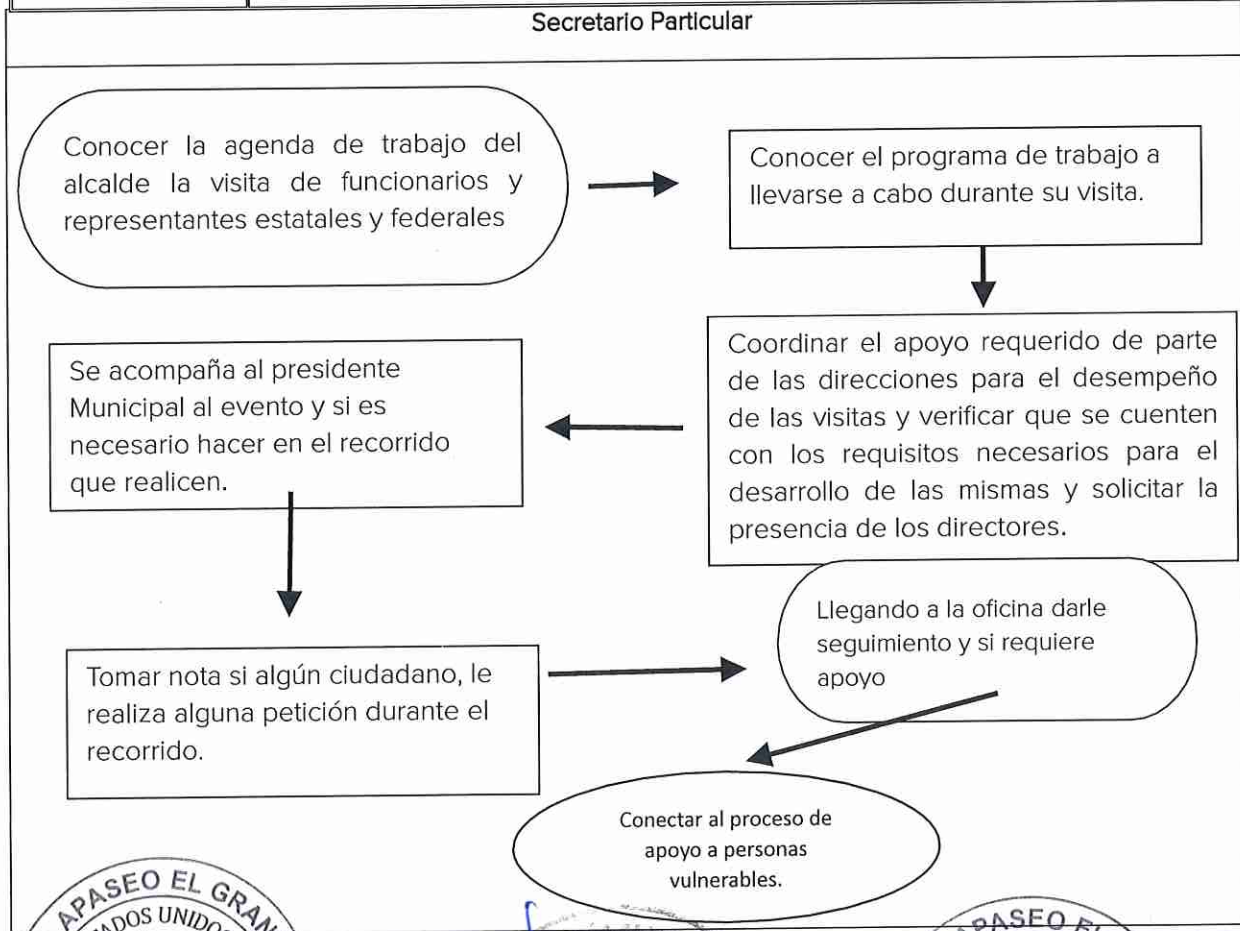 Secretario Particular
Conocer la agenda de trabajo del
alcalde la visita de funcionarios y
representantes estatales y federales
Conocer el programa de trabajo a
llevarse a cabo durante su visita.
Coordinar el apoyo requerido de parte
de las direcciones para el desempeño
de las visitas y verificar que se cuenten
con los requisitos necesarios para el
desarrollo de las mismas y solicitar la
presencia de los directores.
Se acompaña al presidente
Municipal al evento y si es
necesario hacer en el recorrido
que realicen.
Tomar nota si algún ciudadano, le
realiza alguna petición durante el
recorrido.
Llegando a la oficina darle
seguimiento y si requiere
apoyo
Conectar al proceso de
apoyo a personas
vulnerables.
APASEO EL GRAN
ADOS UNIDO